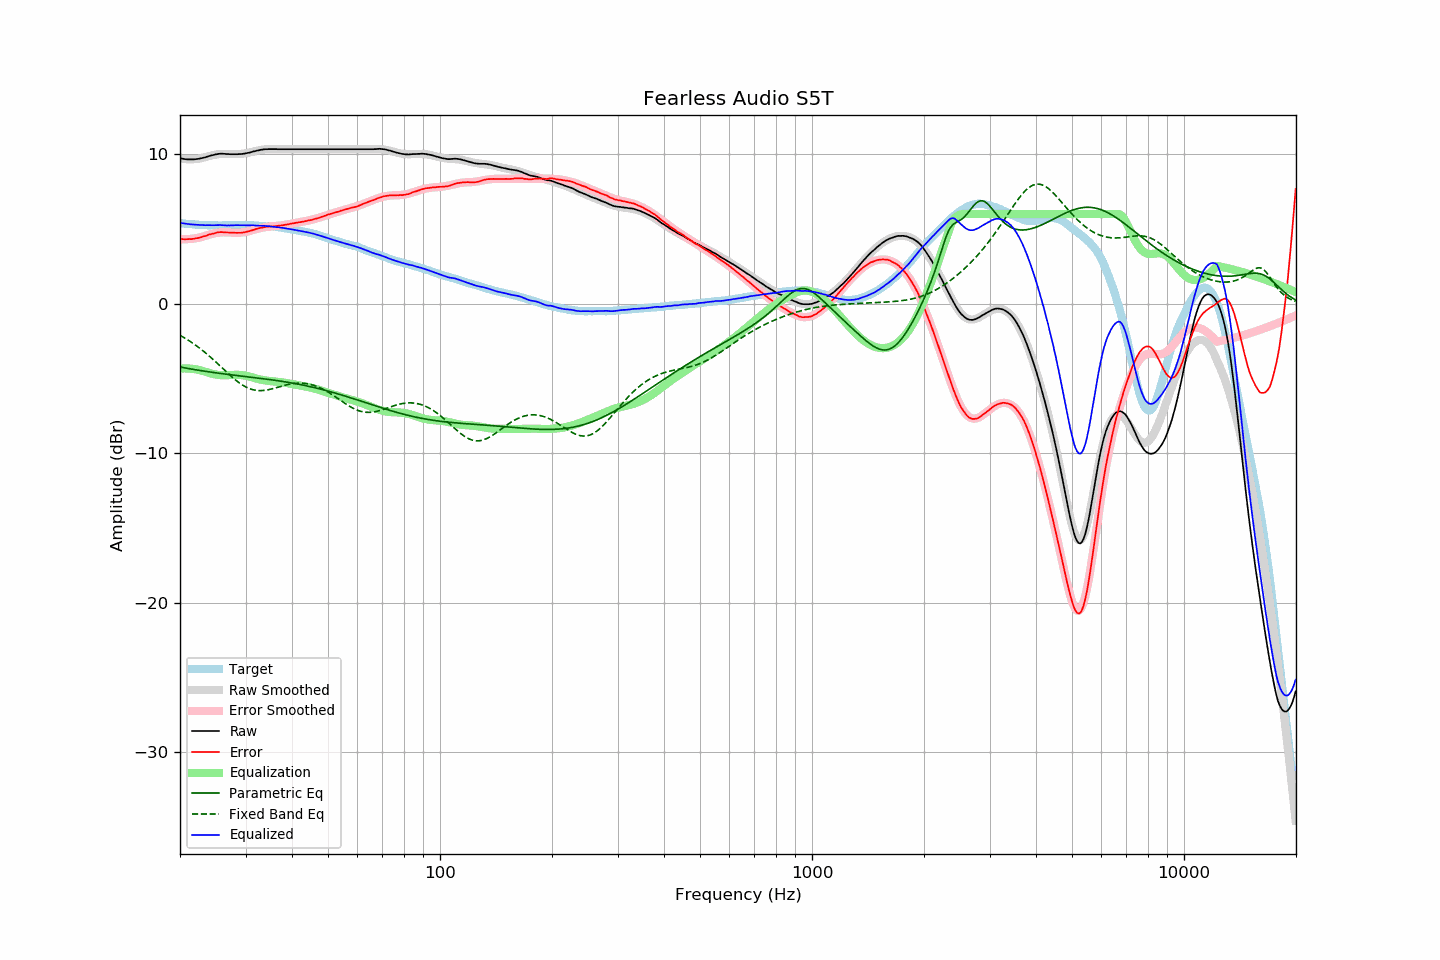 Fearless Audio S5T
10
0
−10
−20
−30
Amplitude (dBr)
100
1000
10000
Frequency (Hz)
Target
Raw Smoothed
Error Smoothed
Raw
Error
Equalization
Parametric Eq
Fixed Band Eq
Equalized